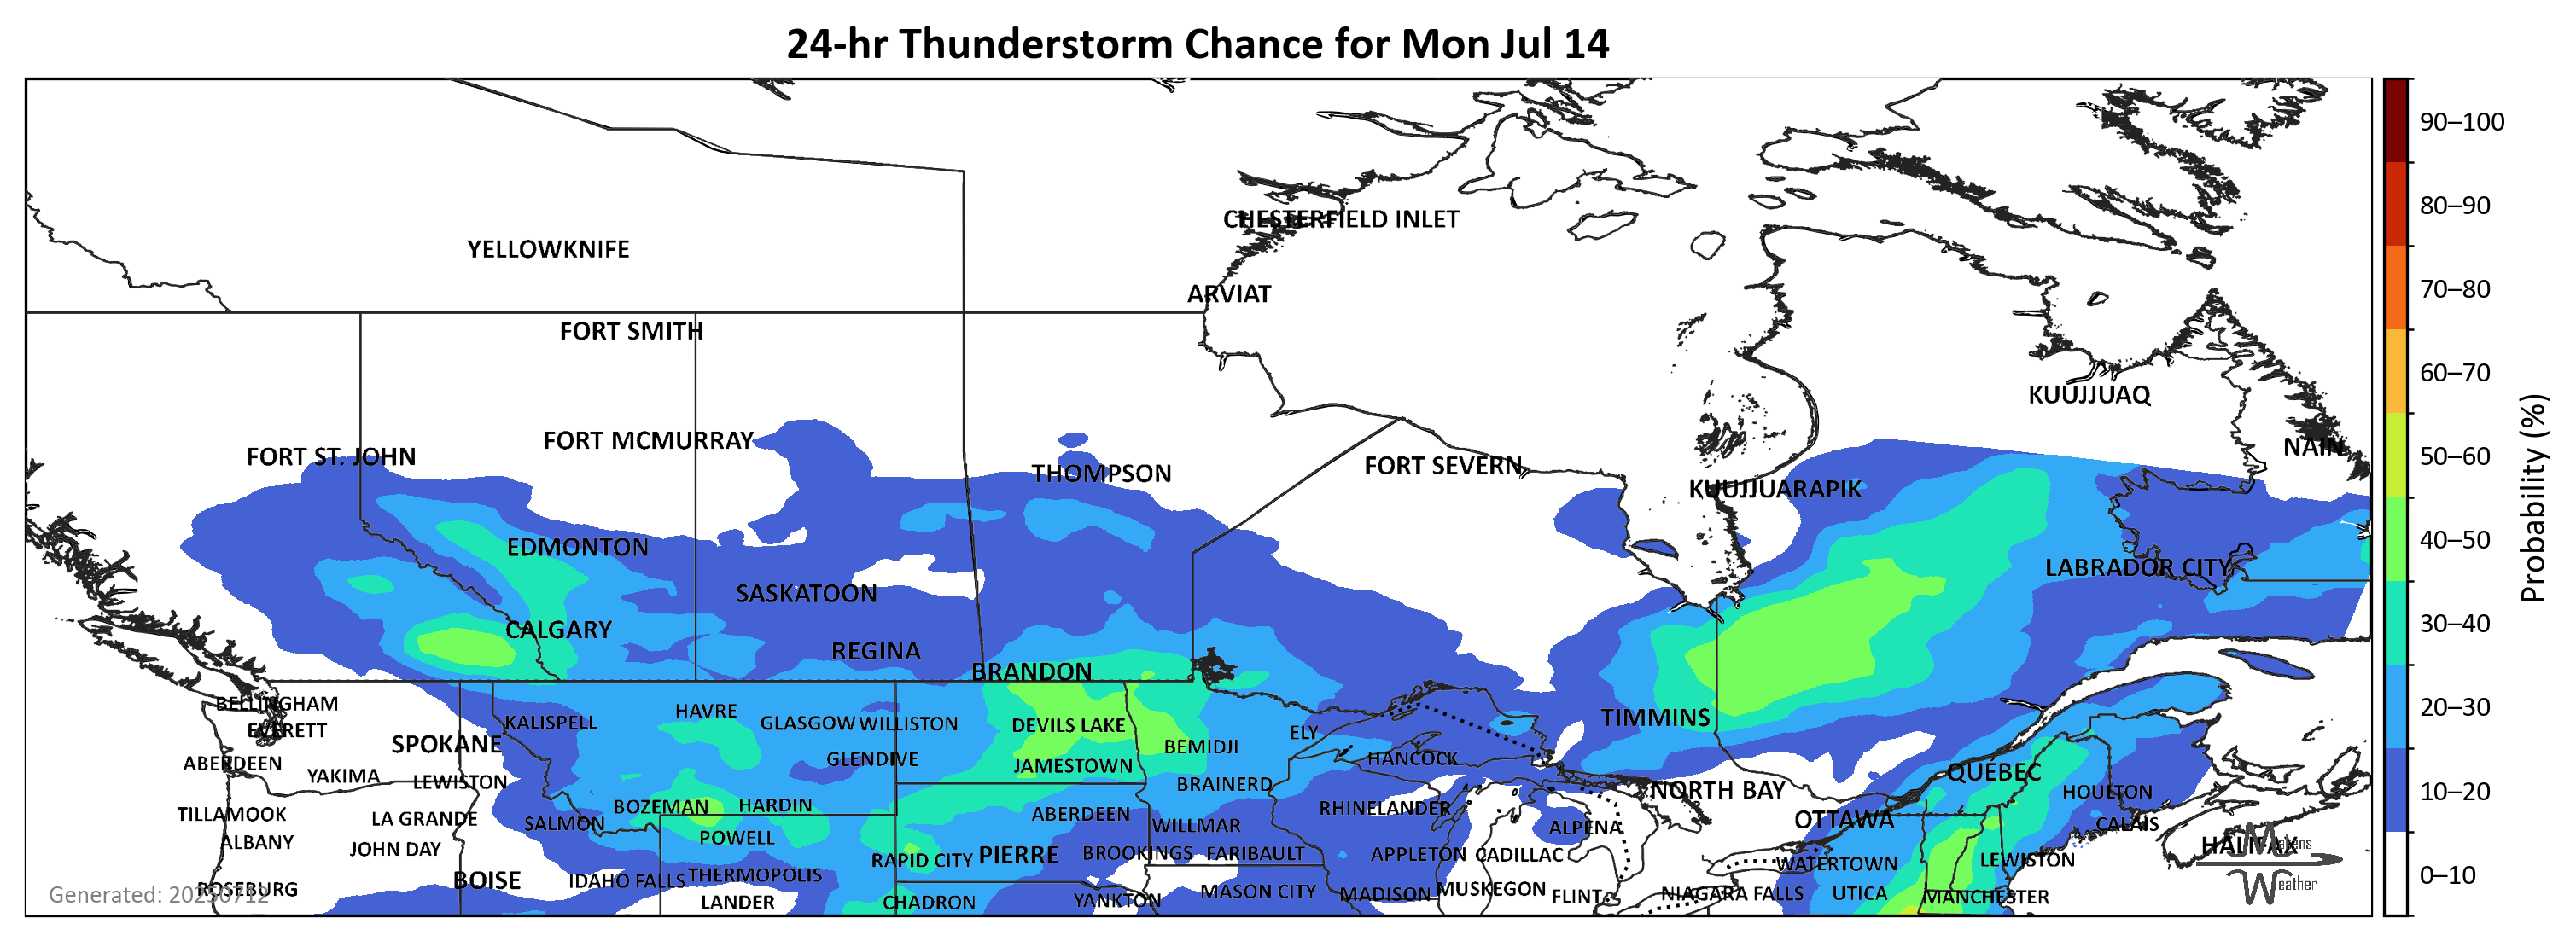 24-hr Thunderstorm Chance for Mon Jul 14
90–100
80–90
70–80
60–70
50–60
40–50
30–40
20–30
10–20
0–10
Probability (%)
CHESTERFIELD INLET
YELLOWKNIFE
ARVIAT
FORT SMITH
KUUJJUAQ
FORT MCMURRAY
NAIN
FORT ST. JOHN
THOMPSON
FORT SEVERN
KUUJJUARAPIK
EDMONTON
LABRADOR CITY
SASKATOON
CALGARY
REGINA
BRANDON
BELLINGHAM
HAVRE
TIMMINS
EVERETT
KALISPELL
GLASGOW
WILLISTON
DEVILS LAKE
ELY
SPOKANE
BEMIDJI
ABERDEEN
GLENDIVE
HANCOCK
JAMESTOWN
QUÉBEC
YAKIMA
LEWISTON
BRAINERD
NORTH BAY
HOULTON
BOZEMAN
HARDIN
RHINELANDER
TILLAMOOK
LA GRANDE
SALMON
ABERDEEN
WILLMAR
ALPENA
OTTAWA
CALAIS
ALBANY
JOHN DAY
POWELL
HALIFAX
RAPID CITY
PIERRE
BROOKINGS
FARIBAULT
APPLETON
CADILLAC
WATERTOWN
LEWISTON
BOISE
IDAHO FALLS
THERMOPOLIS
ROSEBURG
MASON CITY
MADISON
MUSKEGON
FLINT
NIAGARA FALLS
UTICA
MANCHESTER
LANDER
CHADRON
YANKTON
Generated: 20250712
Makens
Weather